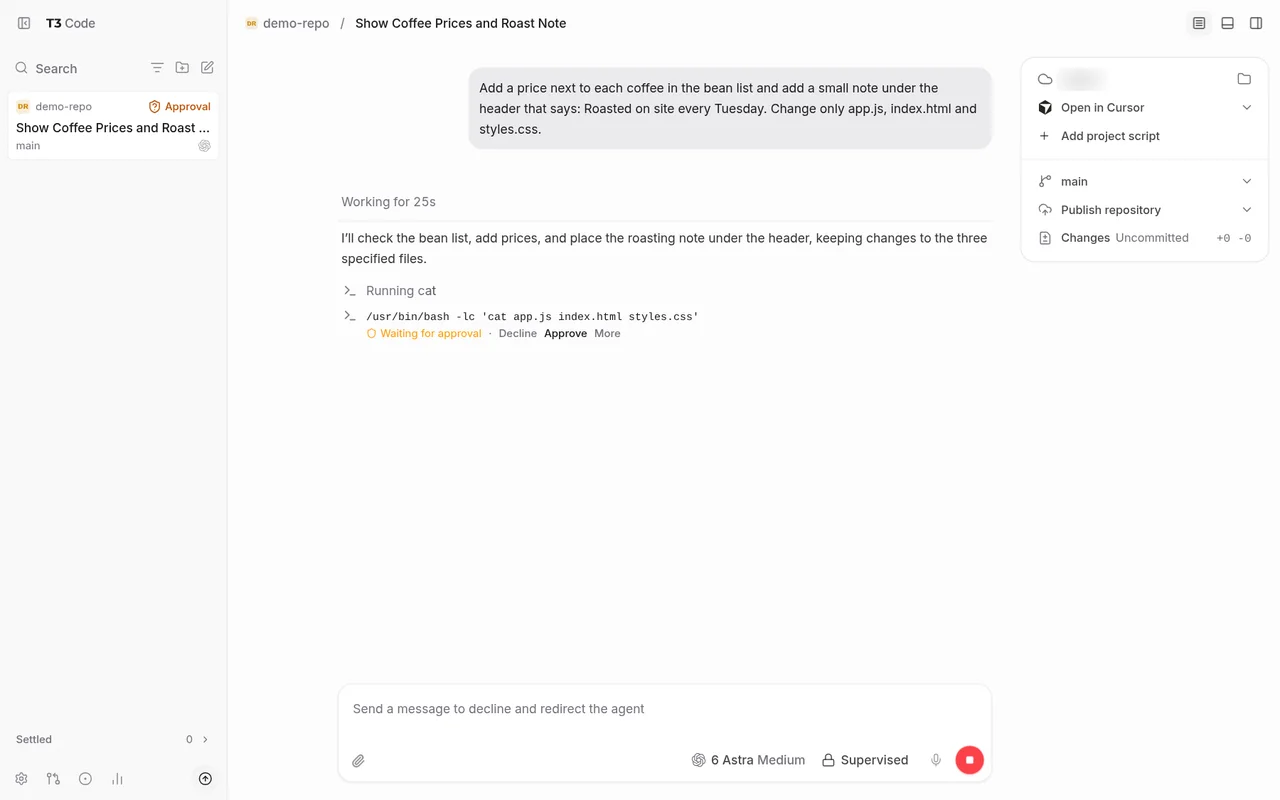 T3 Code
Search
DR demo-repo Approval
Show Coffee Prices and Roast ...
main
Settled 0
DR demo-repo / Show Coffee Prices and Roast Note
Add a price next to each coffee in the bean list and add a small note under the
header that says: Roasted on site every Tuesday. Change only app.js, index.html and
styles.css.
Working for 25s
I'll check the bean list, add prices, and place the roasting note under the header, keeping changes to the three
specified files.
Running cat
/usr/bin/bash -lc 'cat app.js index.html styles.css'
Waiting for approval · Decline Approve More
Send a message to decline and redirect the agent
6 Astra Medium Supervised
Open in Cursor
Add project script
main
Publish repository
Changes Uncommitted +0 -0